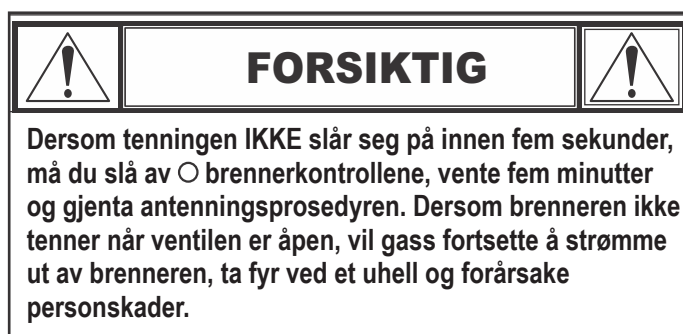 FORSIKTIG
Dersom tenningen IKKE slår seg på innen fem sekunder,
må du slå av ○ brennerkontrollene, vente fem minutter
og gjenta antenningsprosedyren. Dersom brenneren ikke
tenner når ventilen er åpen, vil gass fortsette å strømme
ut av brenneren, ta fyr ved et uhell og forårsake
personskader.